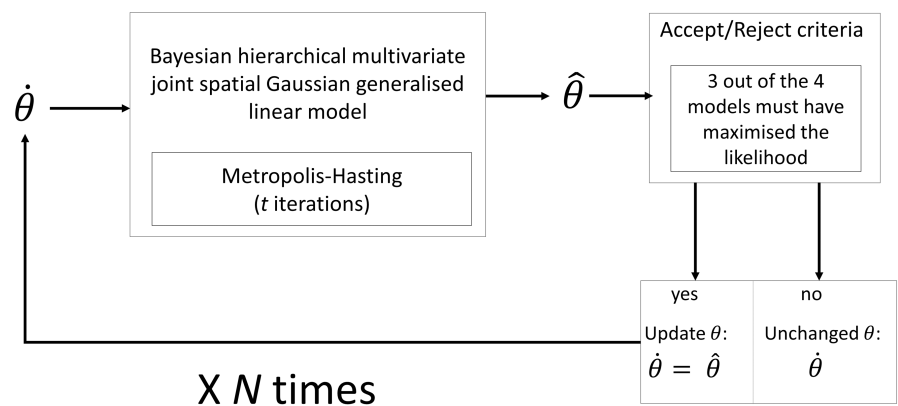 θ̇
Bayesian hierarchical multivariate
joint spatial Gaussian generalised
linear model
Metropolis-Hasting
(t iterations)
θ̂
Accept/Reject criteria
3 out of the 4
models must have
maximised the
likelihood
yes
Update θ:
θ̇ = θ̂
no
Unchanged θ:
θ̇
X N times